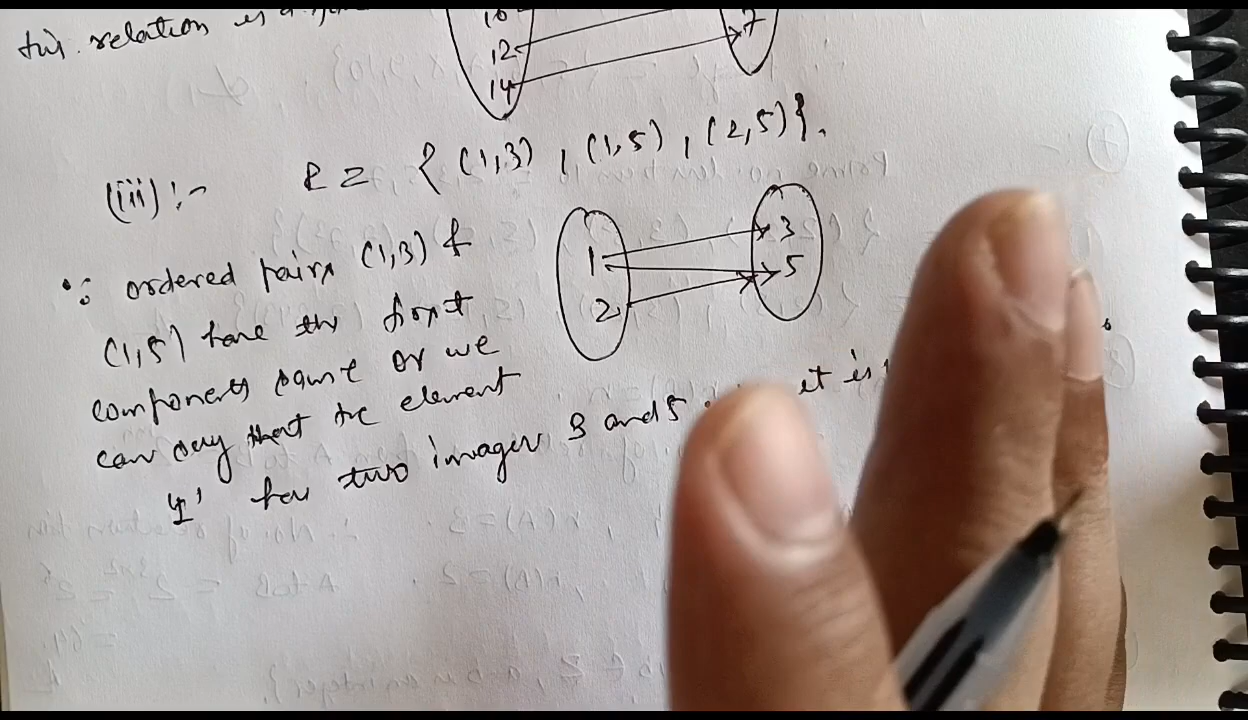 this relation is a
10
12
14
7
(iii) :- R = { (1,3) , (1,5) , (2,5) }.
1
2
3
5
∵ ordered pairs (1,3) &
(1,5) have the first
components same or we
can say that the element
'1' has two images 3 and 5 . it is